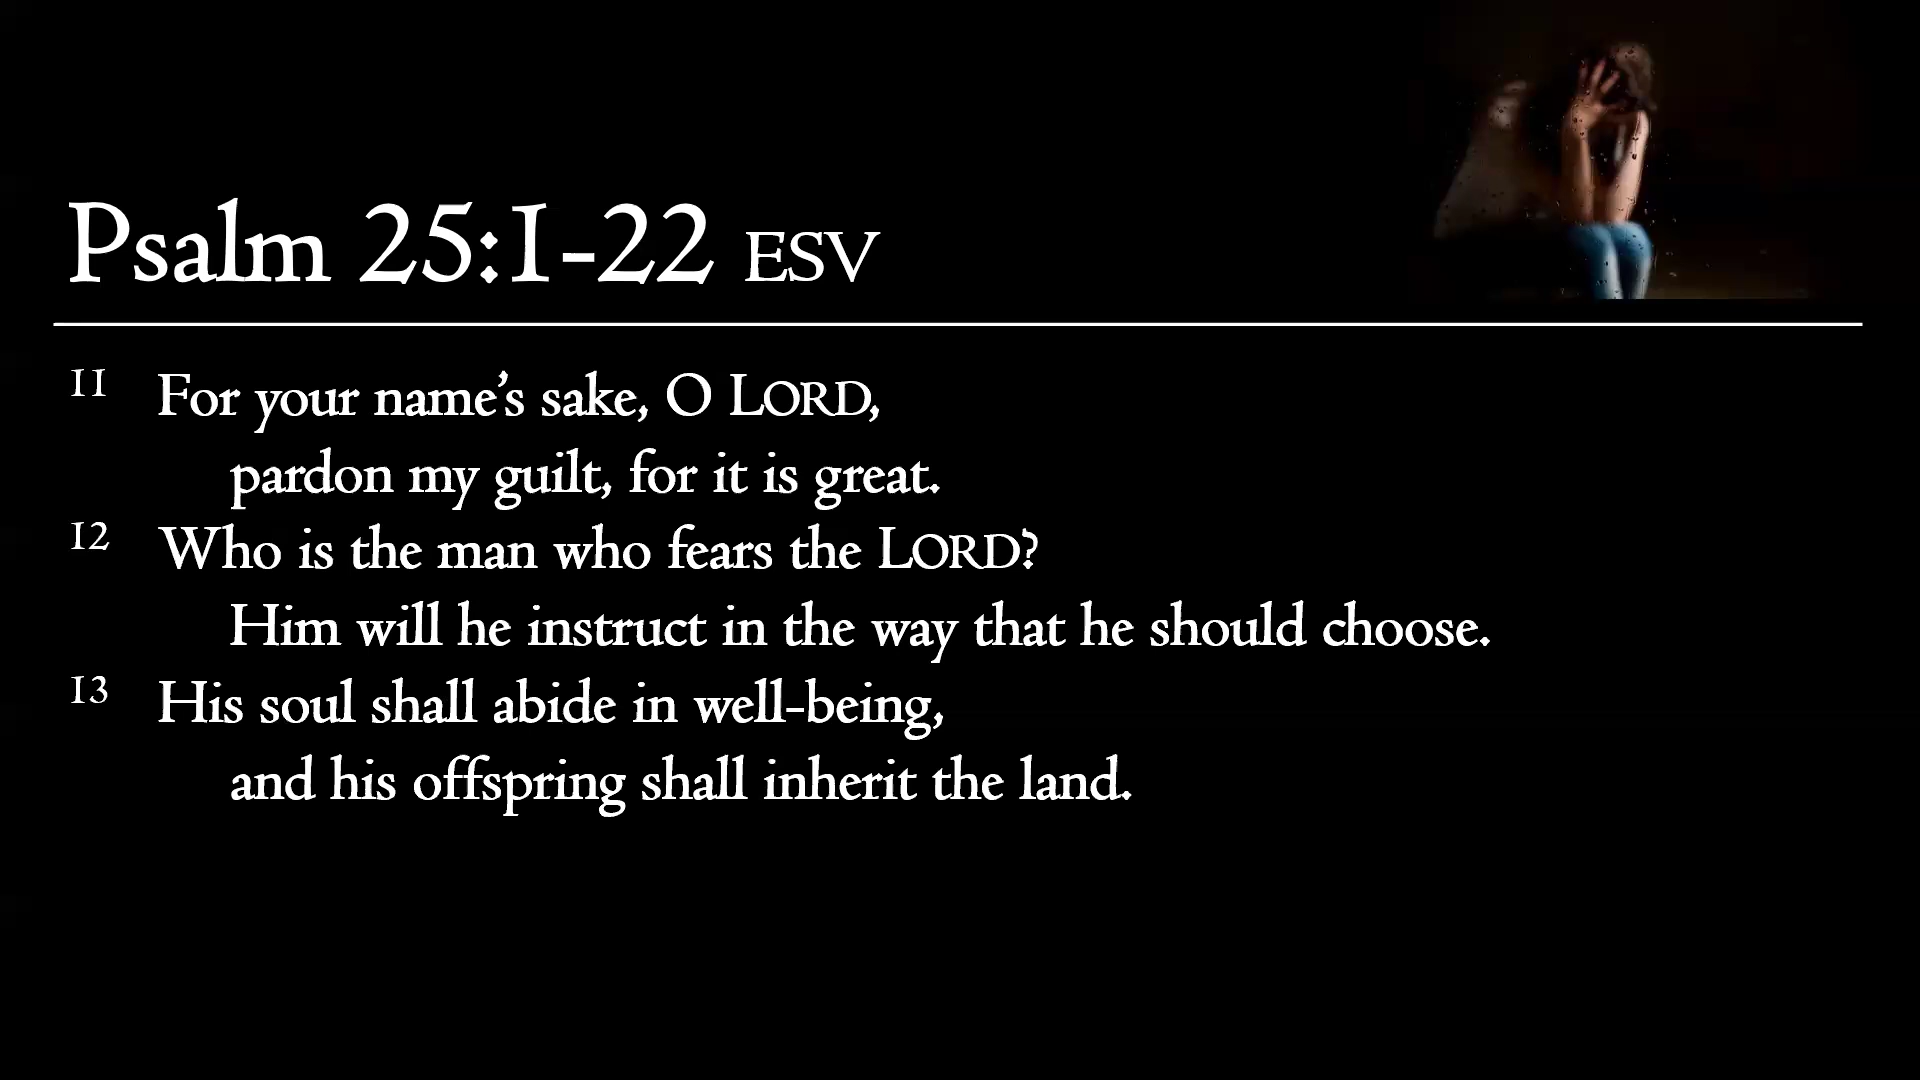 Psalm 25:1-22 ESV
11 For your name’s sake, O LORD,
pardon my guilt, for it is great.
12 Who is the man who fears the LORD?
Him will he instruct in the way that he should choose.
13 His soul shall abide in well-being,
and his offspring shall inherit the land.